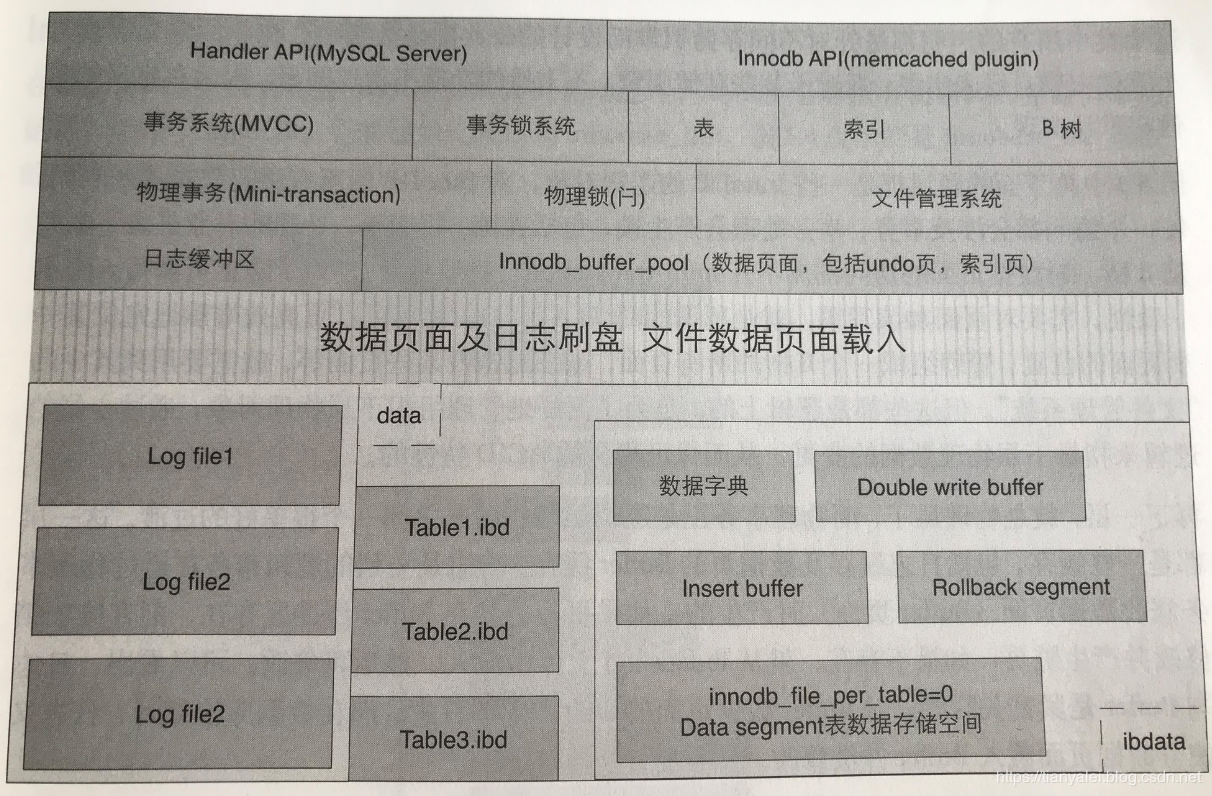 Handler API(MySQL Server)
Innodb API(memcached plugin)
事务系统(MVCC)
事务锁系统
表
索引
B 树
物理事务(Mini-transaction)
物理锁(闩)
文件管理系统
日志缓冲区
Innodb_buffer_pool（数据页面，包括undo页，索引页）
数据页面及日志刷盘 文件数据页面载入
Log file1
Log file2
Log file2
data
Table1.ibd
Table2.ibd
Table3.ibd
数据字典
Double write buffer
Insert buffer
Rollback segment
innodb_file_per_table=0
Data segment表数据存储空间
ibdata
https://tianyalei.blog.csdn.net